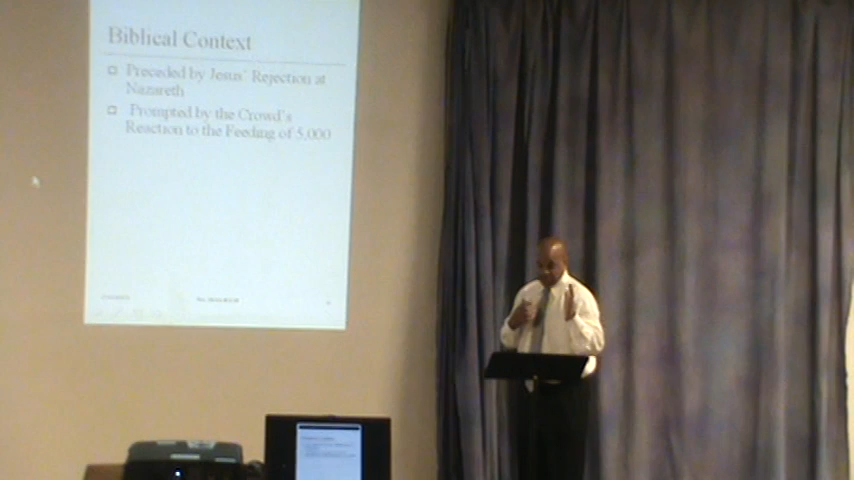 Biblical Context
Preceded by Jesus' Rejection at
Nazareth
Prompted by the Crowd's
Reaction to the Feeding of 5,000